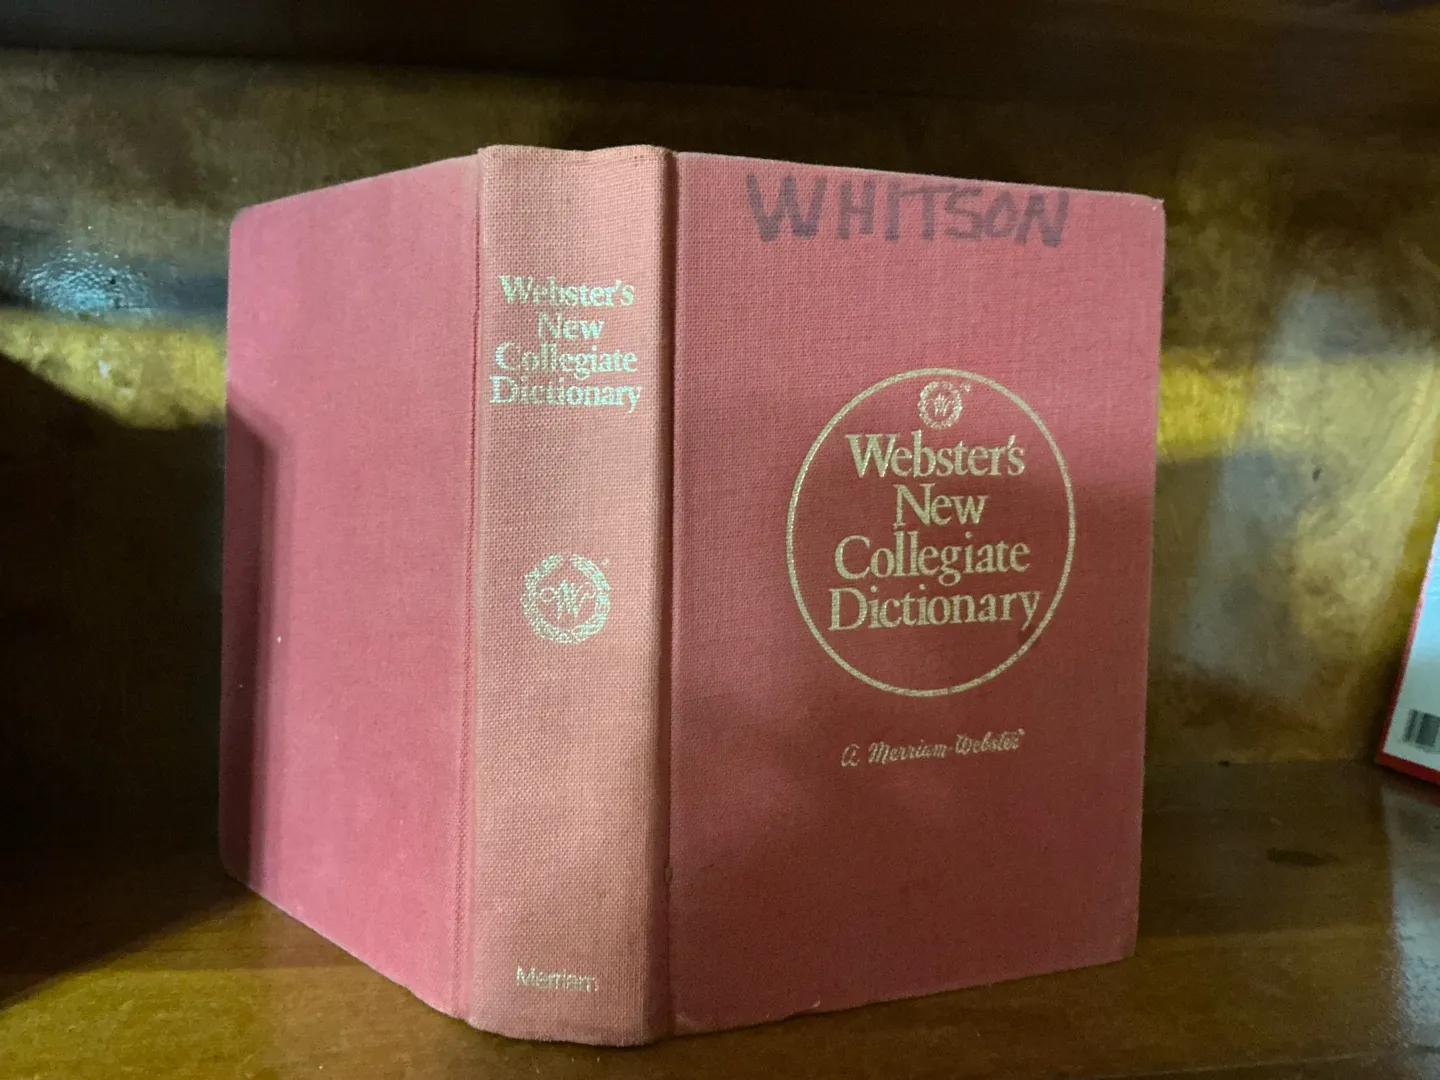 Webster's
New
Collegiate
Dictionary
W
Merriam
WHITSON
W
Webster's
New
Collegiate
Dictionary
A Merriam-Webster